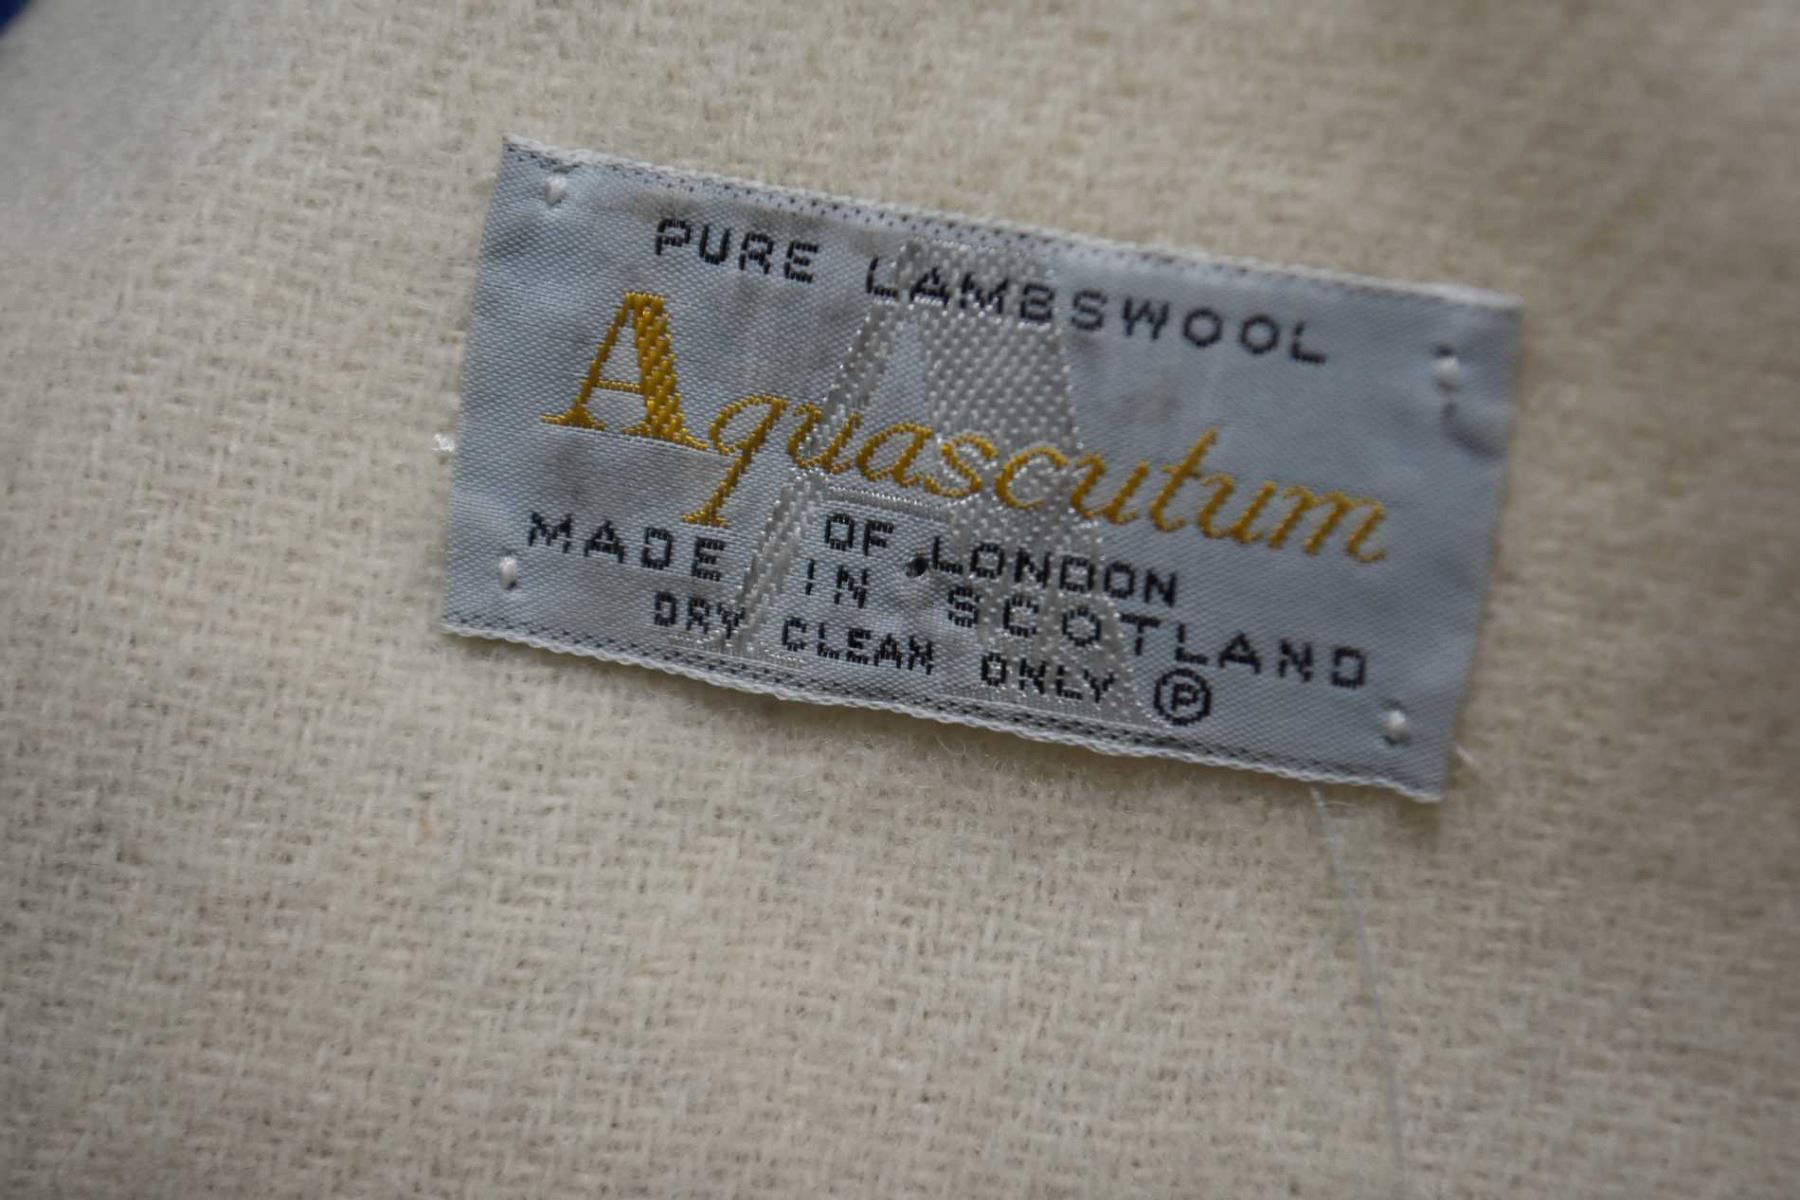 PURE LAMBSWOOL
Aquascutum
OF LONDON
MADE IN SCOTLAND
DRY CLEAN ONLY Ⓟ